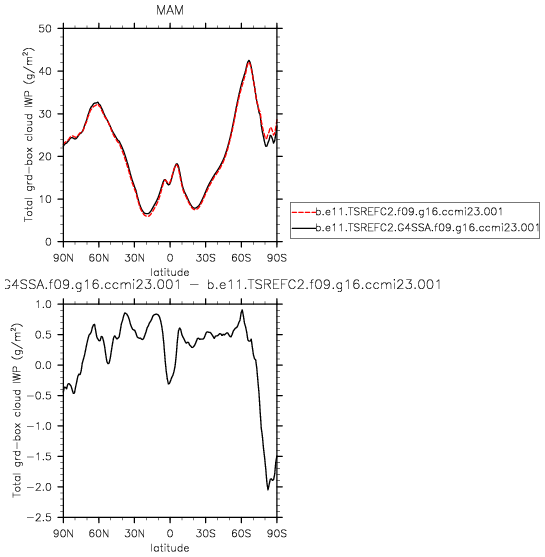 MAM
Total grd-box cloud IWP (g/m²)
50
40
30
20
10
0
90N 60N 30N 0 30S 60S 90S
latitude
b.e11.TSREFC2.f09.g16.ccmi23.001
b.e11.TSREFC2.G4SSA.f09.g16.ccmi23.001
G4SSA.f09.g16.ccmi23.001 - b.e11.TSREFC2.f09.g16.ccmi23.001
Total grd-box cloud IWP (g/m²)
1.0
0.5
0.0
-0.5
-1.0
-1.5
-2.0
-2.5
90N 60N 30N 0 30S 60S 90S
latitude